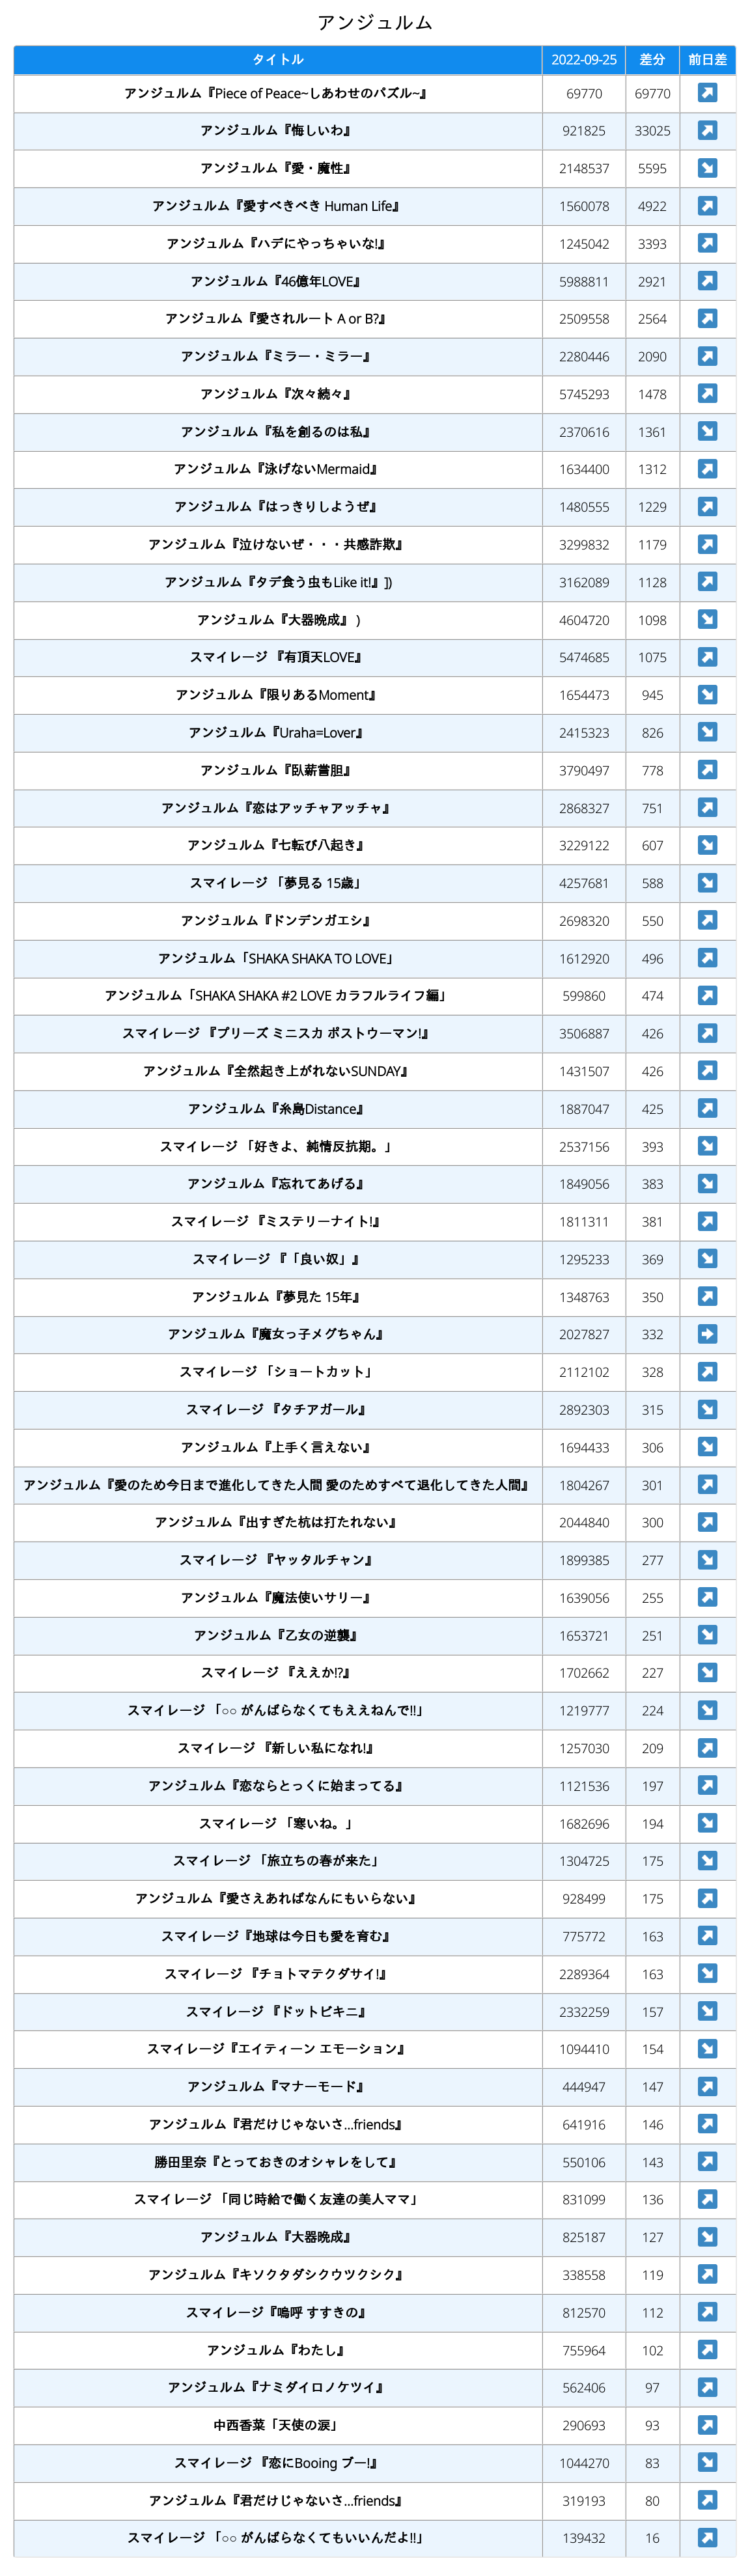 アンジュルム
タイトル 2022-09-25 差分 前日差
アンジュルム『Piece of Peace~しあわせのパズル~』 69770 69770
アンジュルム『悔しいわ』 921825 33025
アンジュルム『愛・魔性』 2148537 5595
アンジュルム『愛すべきべき Human Life』 1560078 4922
アンジュルム『ハデにやっちゃいな!』 1245042 3393
アンジュルム『46億年LOVE』 5988811 2921
アンジュルム『愛されルート A or B?』 2509558 2564
アンジュルム『ミラー・ミラー』 2280446 2090
アンジュルム『次々続々』 5745293 1478
アンジュルム『私を創るのは私』 2370616 1361
アンジュルム『泳げないMermaid』 1634400 1312
アンジュルム『はっきりしようぜ』 1480555 1229
アンジュルム『泣けないぜ・・・共感詐欺』 3299832 1179
アンジュルム『タデ食う虫もLike it!』]) 3162089 1128
アンジュルム『大器晩成』 ) 4604720 1098
スマイレージ 『有頂天LOVE』 5474685 1075
アンジュルム『限りあるMoment』 1654473 945
アンジュルム『Uraha=Lover』 2415323 826
アンジュルム『臥薪嘗胆』 3790497 778
アンジュルム『恋はアッチャアッチャ』 2868327 751
アンジュルム『七転び八起き』 3229122 607
スマイレージ 「夢見る 15歳」 4257681 588
アンジュルム『ドンデンガエシ』 2698320 550
アンジュルム「SHAKA SHAKA TO LOVE」 1612920 496
アンジュルム「SHAKA SHAKA #2 LOVE カラフルライフ編」 599860 474
スマイレージ 『プリーズ ミニスカ ポストウーマン!』 3506887 426
アンジュルム『全然起き上がれないSUNDAY』 1431507 426
アンジュルム『糸島Distance』 1887047 425
スマイレージ 「好きよ、純情反抗期。」 2537156 393
アンジュルム『忘れてあげる』 1849056 383
スマイレージ 『ミステリーナイト!』 1811311 381
スマイレージ 『「良い奴」』 1295233 369
アンジュルム『夢見た 15年』 1348763 350
アンジュルム『魔女っ子メグちゃん』 2027827 332
スマイレージ 「ショートカット」 2112102 328
スマイレージ 『タチアガール』 2892303 315
アンジュルム『上手く言えない』 1694433 306
アンジュルム『愛のため今日まで進化してきた人間 愛のためすべて退化してきた人間』 1804267 301
アンジュルム『出すぎた杭は打たれない』 2044840 300
スマイレージ 『ヤッタルチャン』 1899385 277
アンジュルム『魔法使いサリー』 1639056 255
アンジュルム『乙女の逆襲』 1653721 251
スマイレージ 『ええか!?』 1702662 227
スマイレージ 「○○ がんばらなくてもええねんで!!」 1219777 224
スマイレージ 『新しい私になれ!』 1257030 209
アンジュルム『恋ならとっくに始まってる』 1121536 197
スマイレージ 「寒いね。」 1682696 194
スマイレージ 「旅立ちの春が来た」 1304725 175
アンジュルム『愛さえあればなんにもいらない』 928499 175
スマイレージ『地球は今日も愛を育む』 775772 163
スマイレージ 『チョトマテクダサイ!』 2289364 163
スマイレージ 『ドットビキニ』 2332259 157
スマイレージ『エイティーン エモーション』 1094410 154
アンジュルム『マナーモード』 444947 147
アンジュルム『君だけじゃないさ...friends』 641916 146
勝田里奈『とっておきのオシャレをして』 550106 143
スマイレージ 「同じ時給で働く友達の美人ママ」 831099 136
アンジュルム『大器晩成』 825187 127
アンジュルム『キソクタダシクウツクシク』 338558 119
スマイレージ『嗚呼 すすきの』 812570 112
アンジュルム『わたし』 755964 102
アンジュルム『ナミダイロノケツイ』 562406 97
中西香菜「天使の涙」 290693 93
スマイレージ 『恋にBooing ブー!』 1044270 83
アンジュルム『君だけじゃないさ...friends』 319193 80
スマイレージ 「○○ がんばらなくてもいいんだよ!!」 139432 16